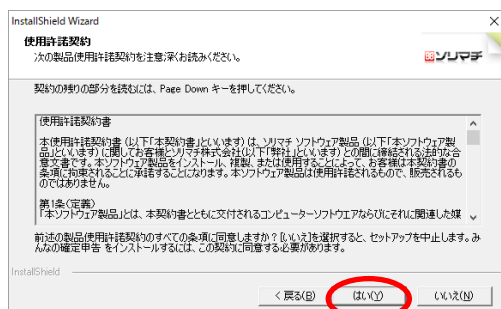 InstallShield Wizard
使用許諾契約
次の製品使用許諾契約を注意深くお読みください。
ソリマチ
契約の残りの部分を読むには、Page Down キーを押してください。
使用許諾契約書
本使用許諾契約書 (以下「本契約書」といいます) は、ソリマチ ソフトウェア製品 (以下「本ソフトウェア製
品」といいます) に関してお客様とソリマチ株式会社(以下「弊社」といいます) との間に締結される法的な合
意文書です。本ソフトウェア製品をインストール、複製、または使用することによって、お客様は本契約書の
条項に拘束されることに承諾することになります。本ソフトウェア製品は使用許諾されるもので、販売されるも
のではありません。
第1条(定義)
「本ソフトウェア製品」とは、本契約書とともに交付されるコンピューターソフトウエアならびにそれに関連した媒
前述の製品使用許諾契約のすべての条項に同意しますか？[いいえ]を選択すると、セットアップを中止します。み
んなの確定申告 をインストールするには、この契約に同意する必要があります。
InstallShield
< 戻る(B)
はい(Y)
いいえ(N)